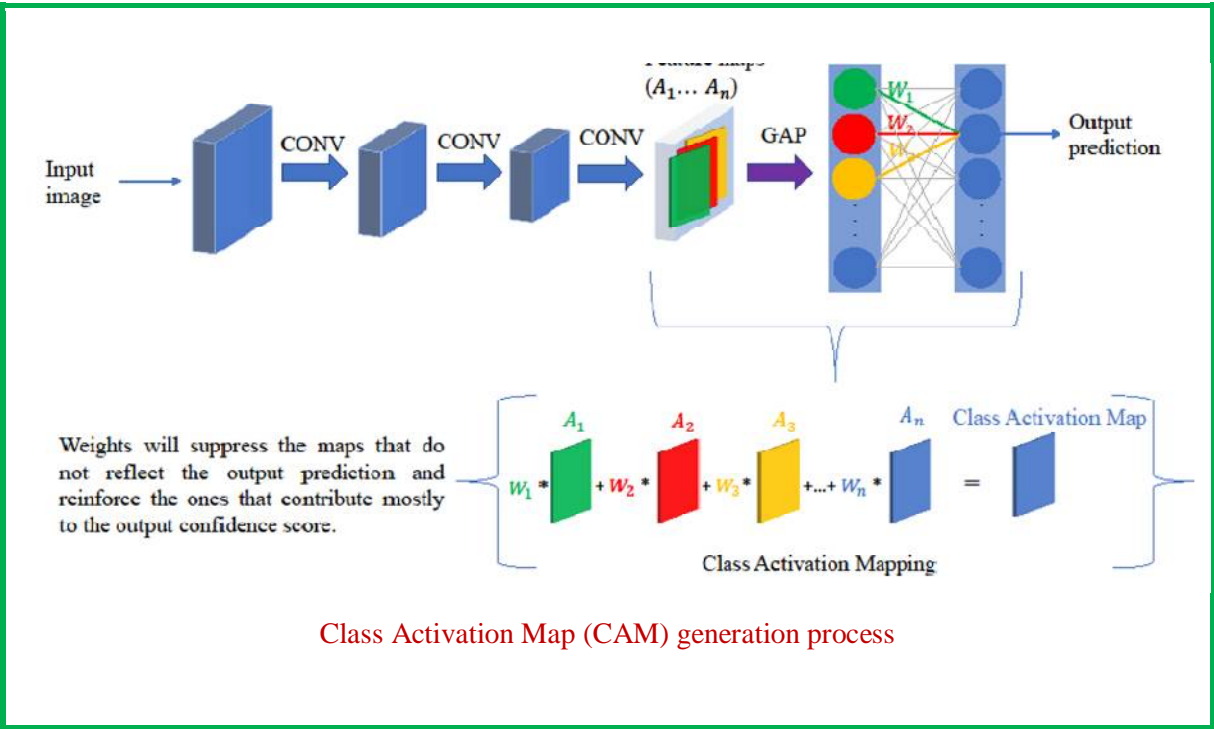 (A₁… Aₙ)
CONV
CONV
CONV
GAP
W₁
W₂
Input
image
Output
prediction
.
.
.
.
.
.
A₁
A₂
A₃
Aₙ
Class Activation Map
Weights will suppress the maps that do
not reflect the output prediction and
reinforce the ones that contribute mostly
to the output confidence score.
W₁ * + W₂ * + W₃ * +...+ Wₙ * =
Class Activation Mapping
Class Activation Map (CAM) generation process